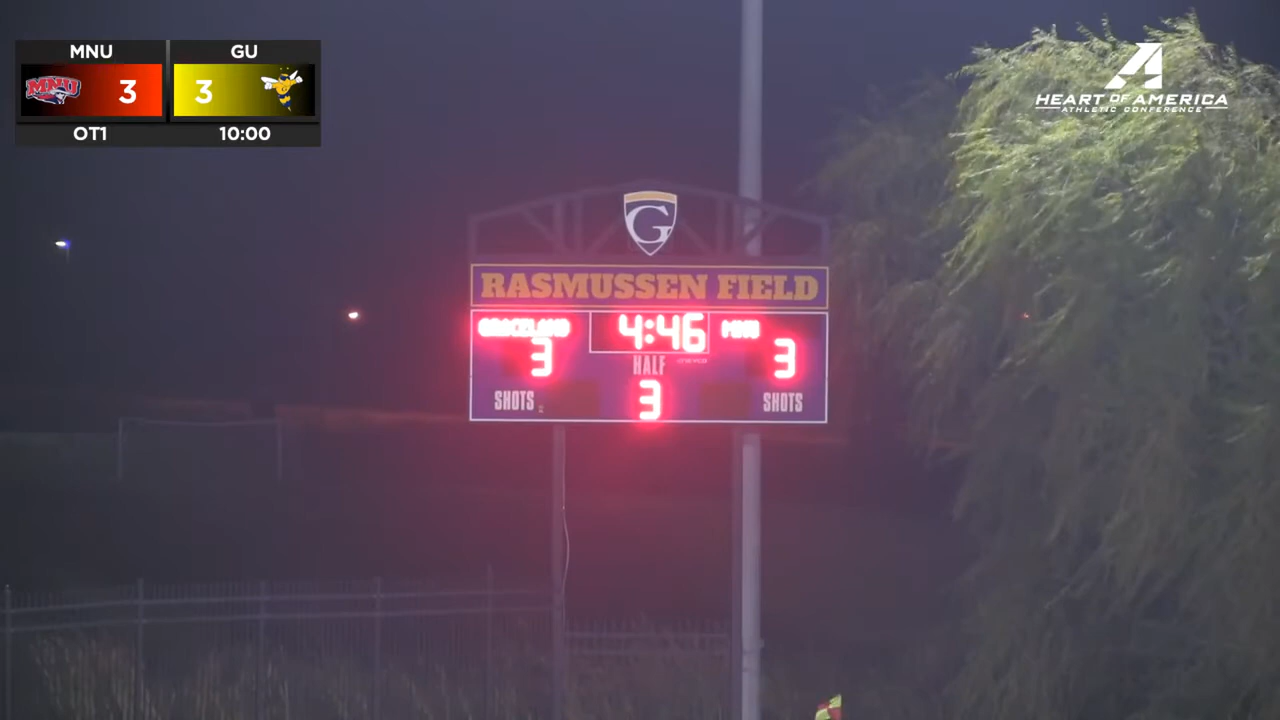 MNU GU
MNU 3 3
OT1 10:00
HEART OF AMERICA
ATHLETIC CONFERENCE
G
RASMUSSEN FIELD
GRACELAND 4:46 MNU
3 HALF 3
SHOTS 3 SHOTS